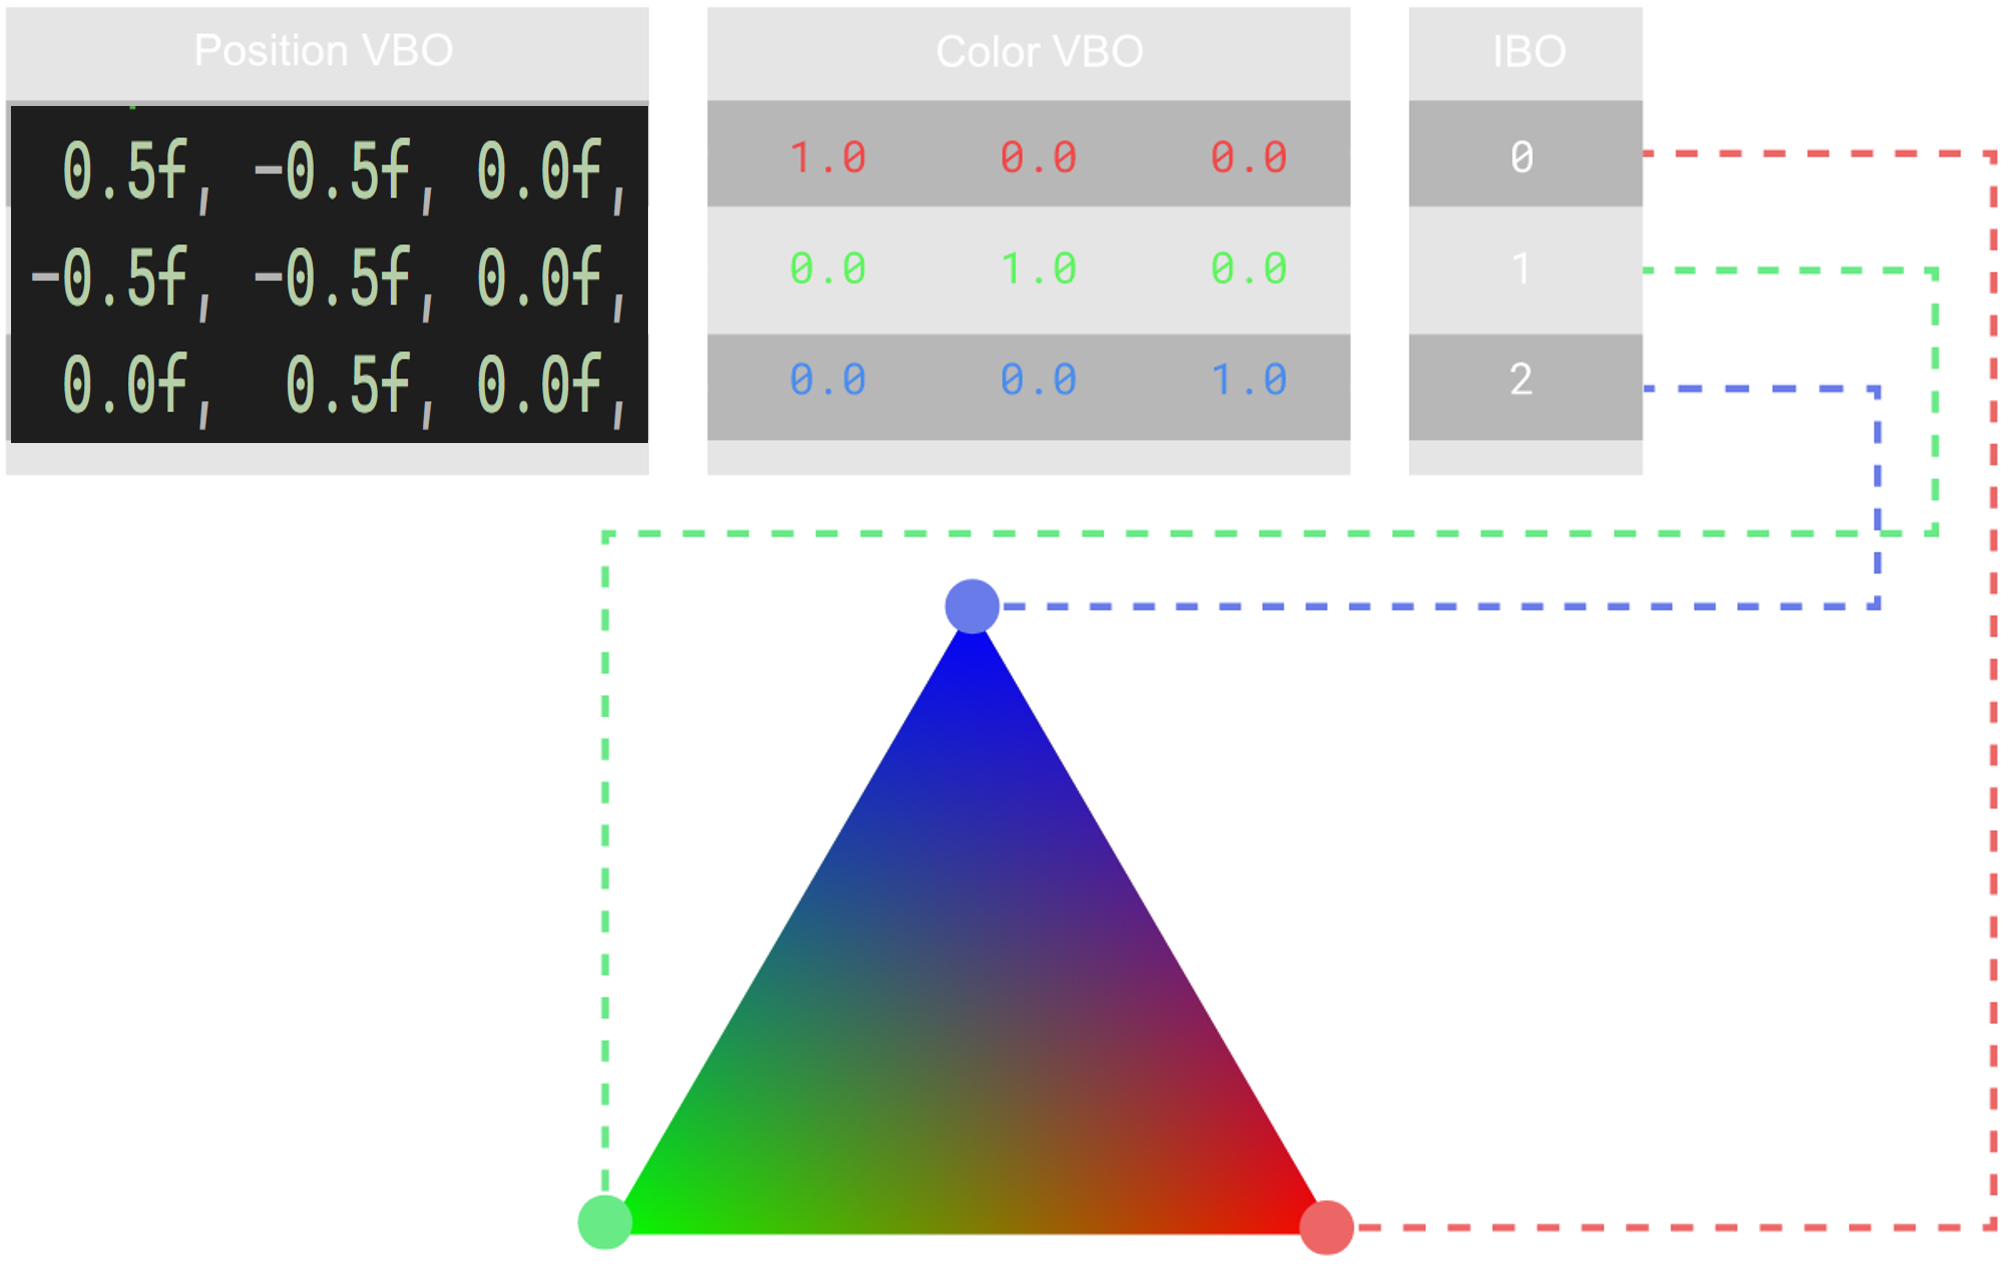 Position VBO
0.5f, -0.5f, 0.0f,
-0.5f, -0.5f, 0.0f,
0.0f, 0.5f, 0.0f,
Color VBO
1.0 0.0 0.0
0.0 1.0 0.0
0.0 0.0 1.0
IBO
0
1
2